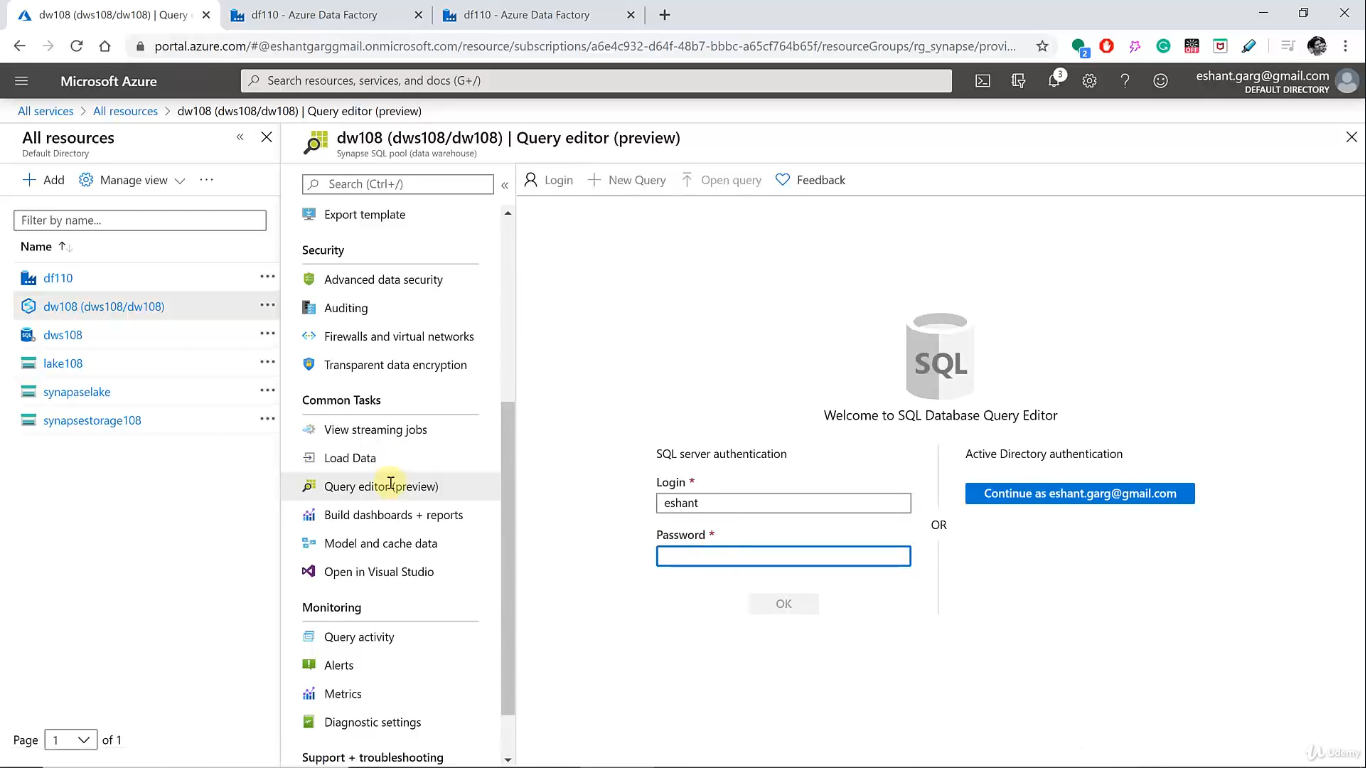 dw108 (dws108/dw108) | Query
df110 - Azure Data Factory
df110 - Azure Data Factory
portal.azure.com/#@eshantgarggmail.onmicrosoft.com/resource/subscriptions/a6e4c932-d64f-48b7-bbbc-a65cf764b65f/resourceGroups/rg_synapse/provi...
2
OFF
Microsoft Azure
Search resources, services, and docs (G+/)
3
eshant.garg@gmail.com
DEFAULT DIRECTORY
All services > All resources > dw108 (dws108/dw108) | Query editor (preview)
All resources
Default Directory
Add
Manage view
Filter by name...
Name
df110
dw108 (dws108/dw108)
dws108
lake108
synapaselake
synapsestorage108
Page 1 of 1
dw108 (dws108/dw108) | Query editor (preview)
Synapse SQL pool (data warehouse)
Search (Ctrl+/)
Export template
Security
Advanced data security
Auditing
Firewalls and virtual networks
Transparent data encryption
Common Tasks
View streaming jobs
Load Data
Query editor (preview)
Build dashboards + reports
Model and cache data
Open in Visual Studio
Monitoring
Query activity
Alerts
Metrics
Diagnostic settings
Support + troubleshooting
Login
New Query
Open query
Feedback
SQL
Welcome to SQL Database Query Editor
SQL server authentication
Login *
eshant
Password *
OK
OR
Active Directory authentication
Continue as eshant.garg@gmail.com
Udemy